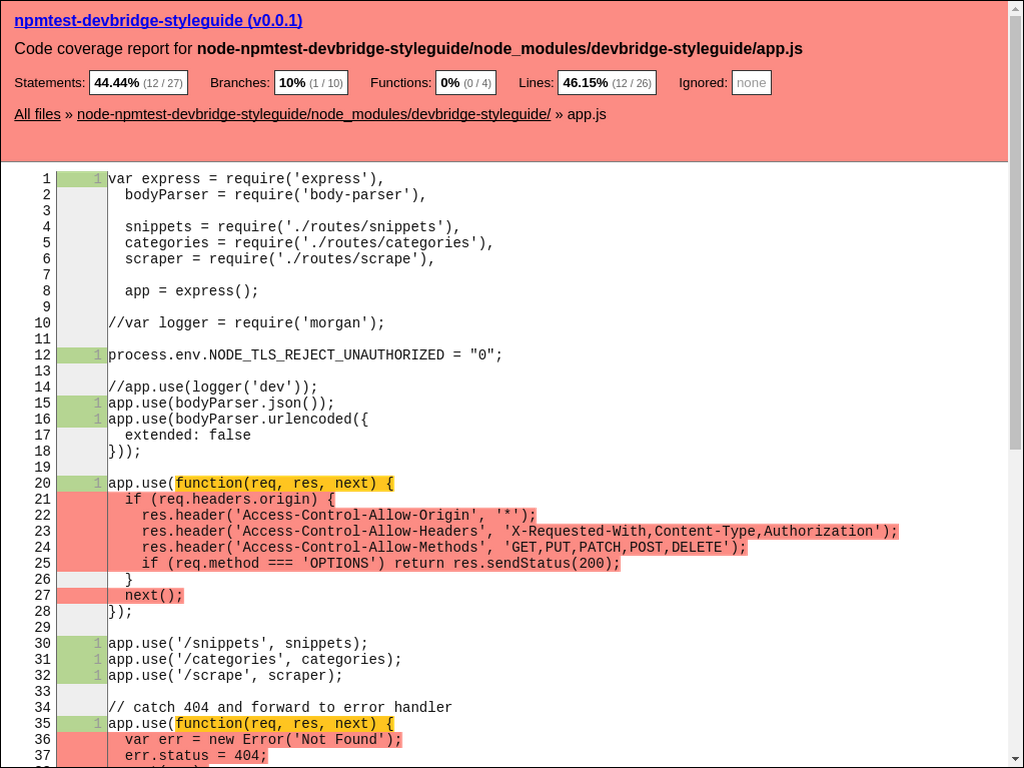 npmtest-devbridge-styleguide (v0.0.1)
Code coverage report for node-npmtest-devbridge-styleguide/node_modules/devbridge-styleguide/app.js
Statements: 44.44% (12 / 27) Branches: 10% (1 / 10) Functions: 0% (0 / 4) Lines: 46.15% (12 / 26) Ignored: none
All files » node-npmtest-devbridge-styleguide/node_modules/devbridge-styleguide/ » app.js
1 1 var express = require('express'),
2 bodyParser = require('body-parser'),
3
4 snippets = require('./routes/snippets'),
5 categories = require('./routes/categories'),
6 scraper = require('./routes/scrape'),
7
8 app = express();
9
10 //var logger = require('morgan');
11
12 1 process.env.NODE_TLS_REJECT_UNAUTHORIZED = "0";
13
14 //app.use(logger('dev'));
15 1 app.use(bodyParser.json());
16 1 app.use(bodyParser.urlencoded({
17 extended: false
18 }));
19
20 1 app.use(function(req, res, next) {
21 if (req.headers.origin) {
22 res.header('Access-Control-Allow-Origin', '*');
23 res.header('Access-Control-Allow-Headers', 'X-Requested-With,Content-Type,Authorization');
24 res.header('Access-Control-Allow-Methods', 'GET,PUT,PATCH,POST,DELETE');
25 if (req.method === 'OPTIONS') return res.sendStatus(200);
26 }
27 next();
28 });
29
30 1 app.use('/snippets', snippets);
31 1 app.use('/categories', categories);
32 1 app.use('/scrape', scraper);
33
34 // catch 404 and forward to error handler
35 1 app.use(function(req, res, next) {
36 var err = new Error('Not Found');
37 err.status = 404;